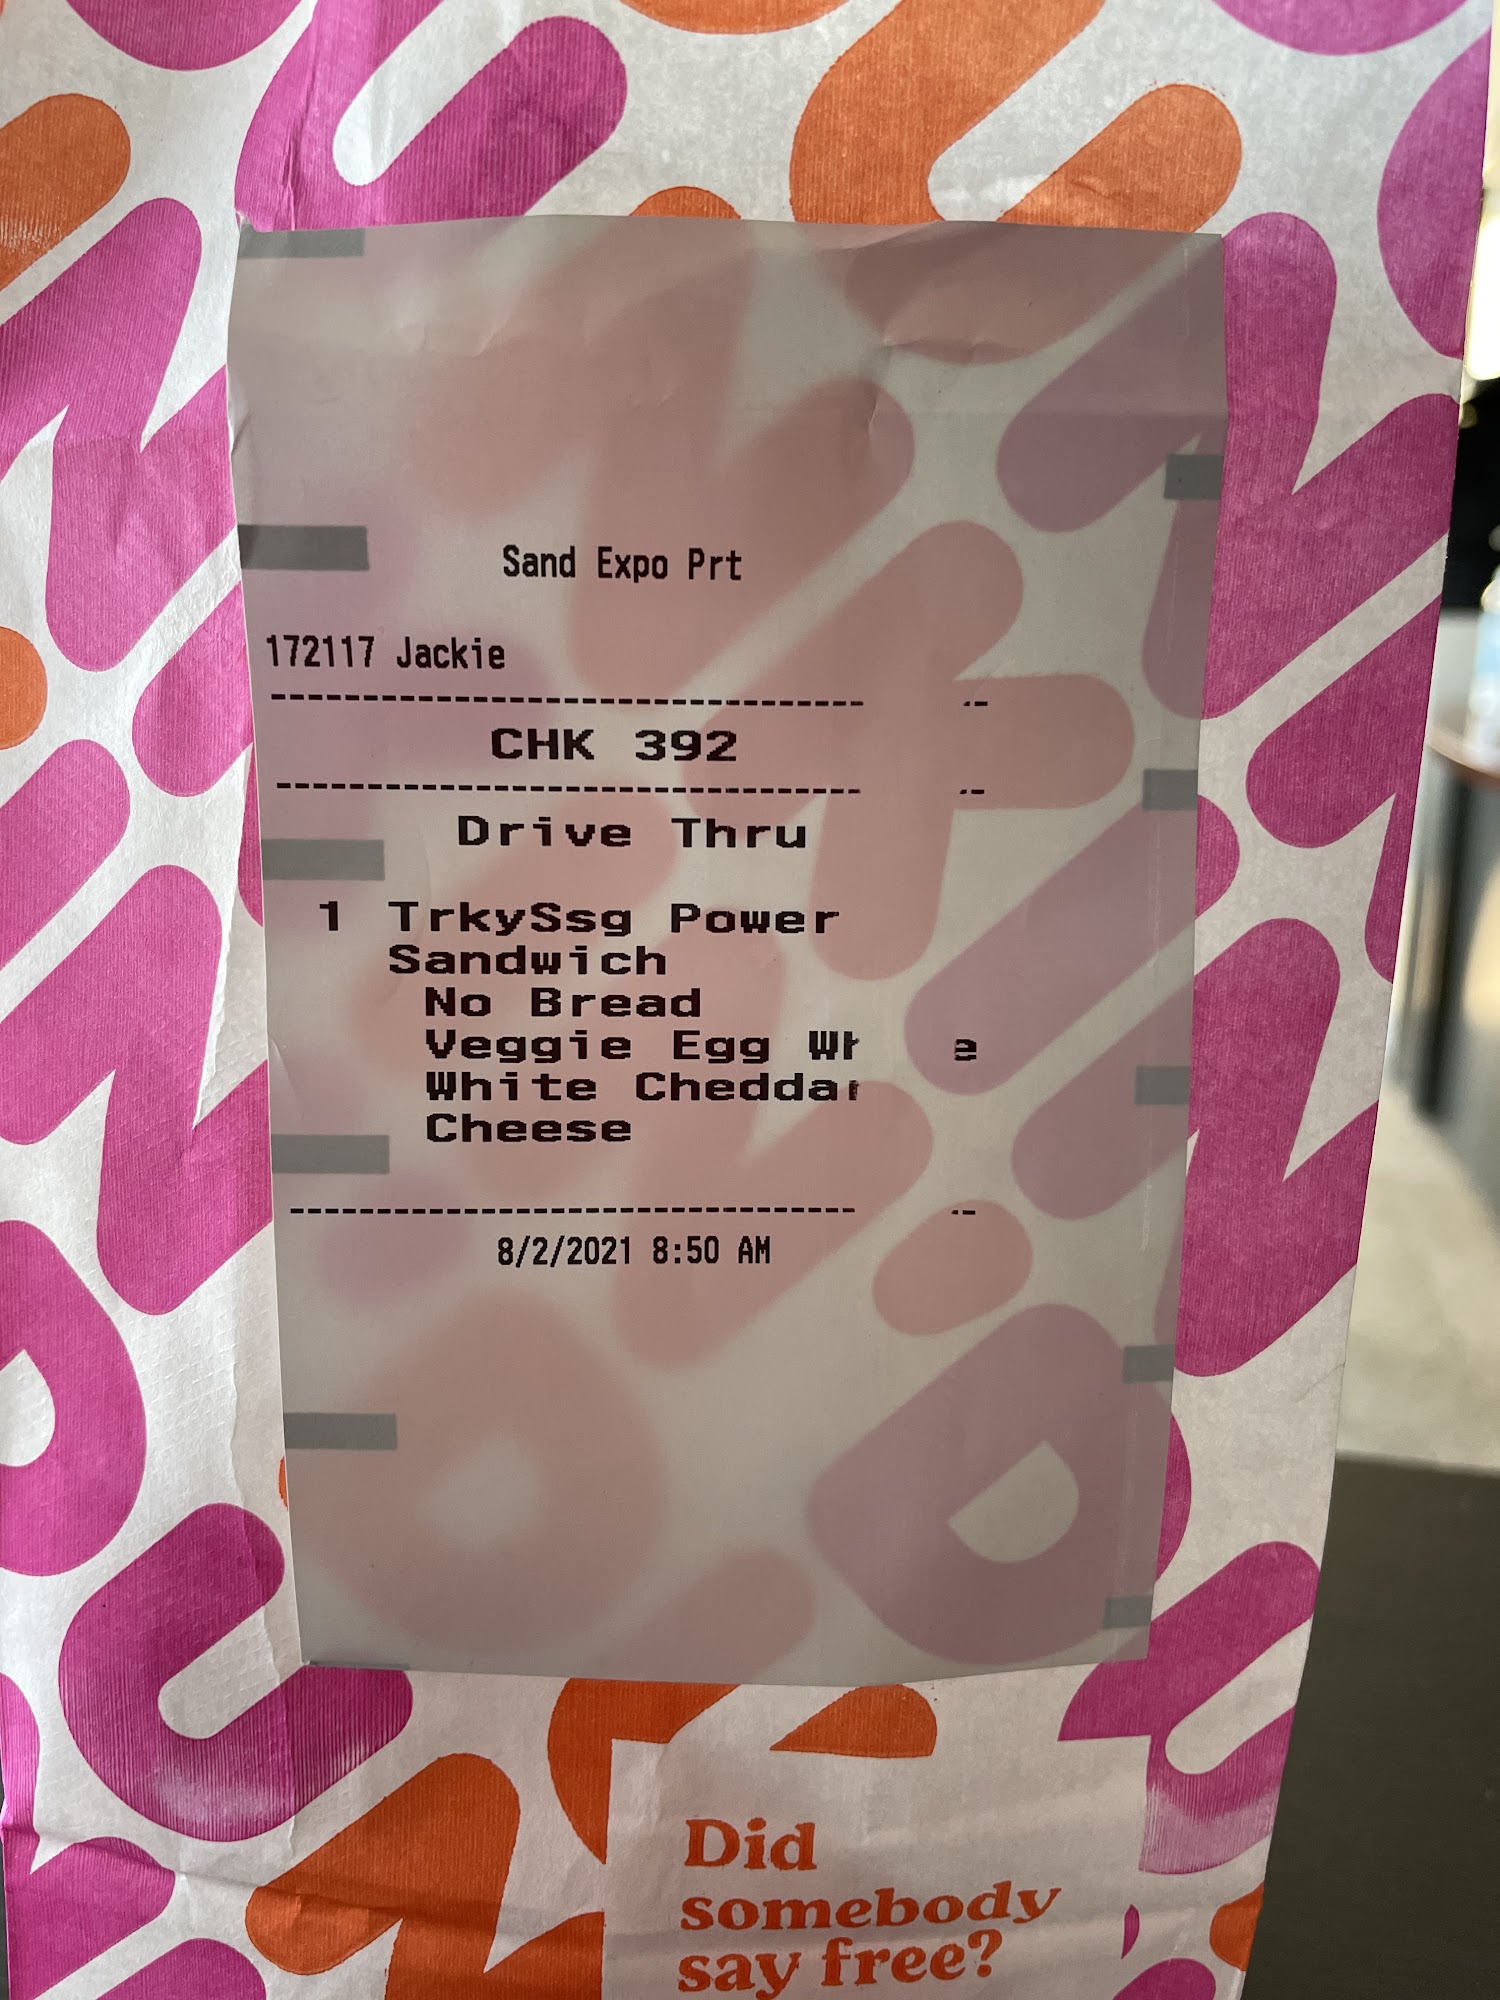 Sand Expo Prt
172117 Jackie
CHK 392
Drive Thru
1 TrkySsg Power
Sandwich
No Bread
Veggie Egg
White Cheddar
Cheese
8/2/2021 8:50 AM
Did
somebody
say free?